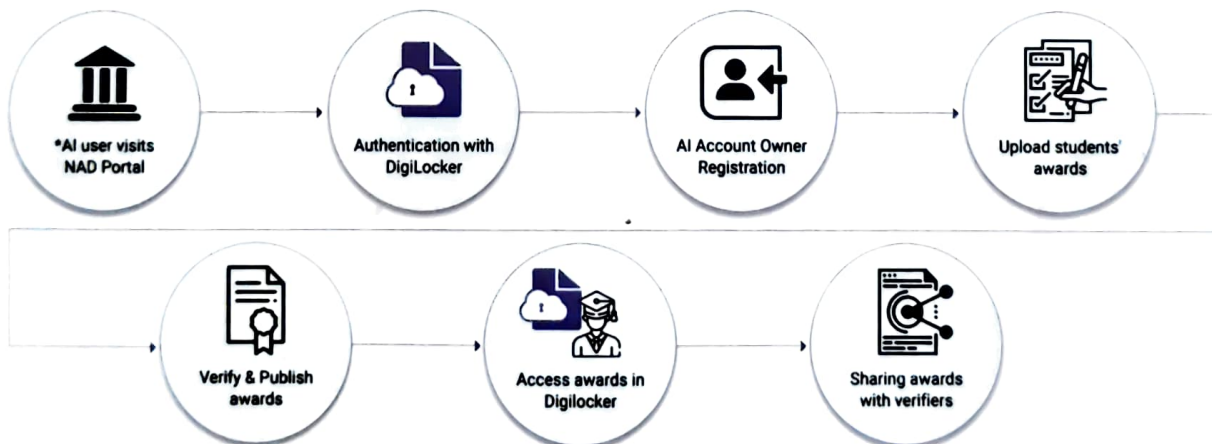 *AI user visits
NAD Portal
Authentication with
DigiLocker
AI Account Owner
Registration
Upload students'
awards
Verify & Publish
awards
Access awards in
Digilocker
Sharing awards
with verifiers